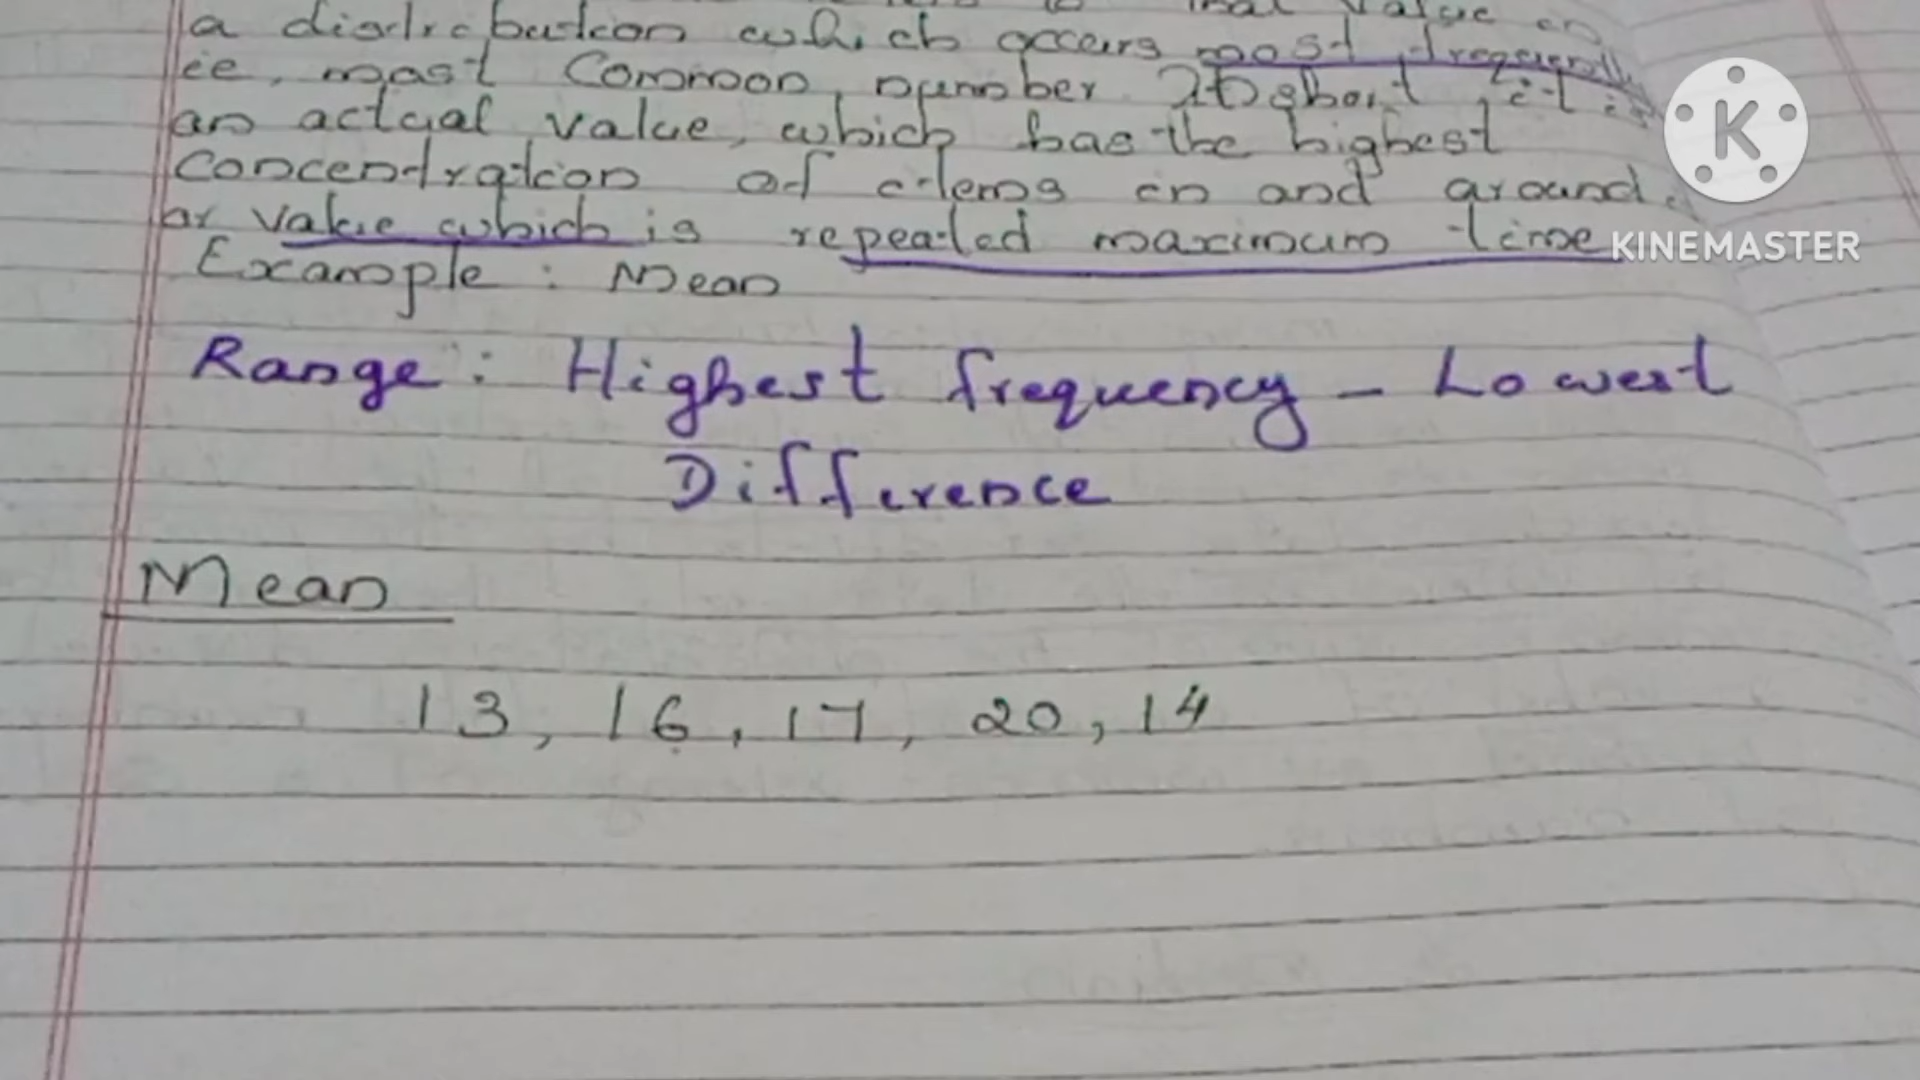 a distribution which occurs most frequently
ie, most common, number
an actual value, which has the highest
concentration of items in and around.
or value which is repeated maximum time
Example : Mean
Range : Highest frequency - Lowest
Difference
Mean
13, 16, 17, 20, 14
K
KINEMASTER